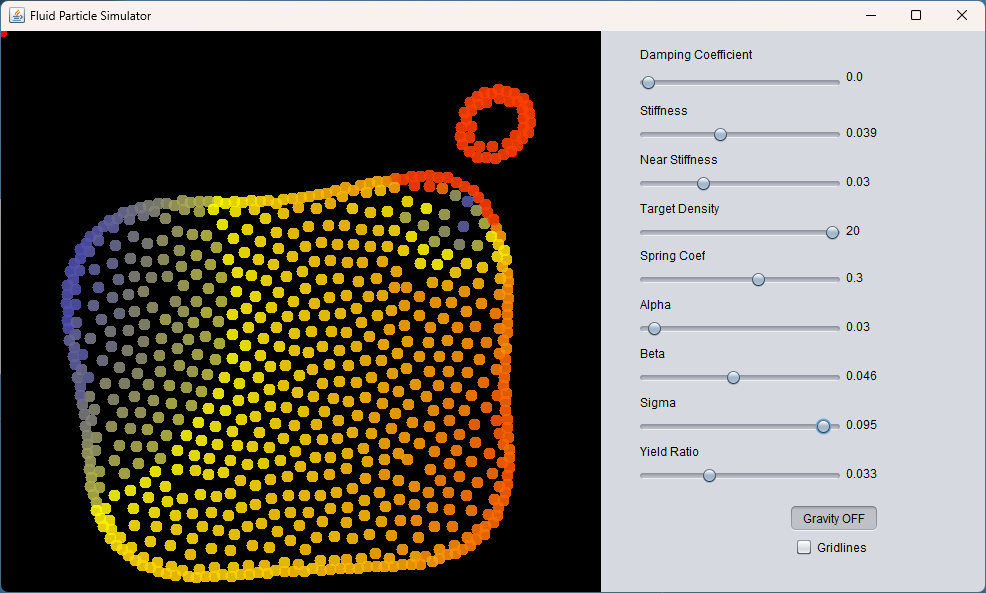 Fluid Particle Simulator
Damping Coefficient
0.0
Stiffness
0.039
Near Stiffness
0.03
Target Density
20
Spring Coef
0.3
Alpha
0.03
Beta
0.046
Sigma
0.095
Yield Ratio
0.033
Gravity OFF
Gridlines